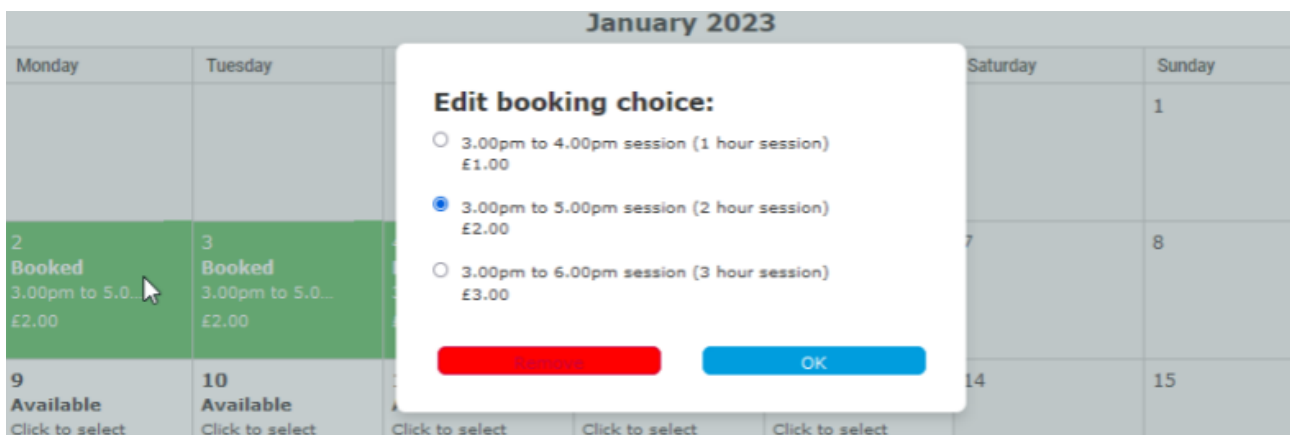 January 2023
Monday Tuesday Saturday Sunday
Edit booking choice:
1
3.00pm to 4.00pm session (1 hour session)
£1.00
3.00pm to 5.00pm session (2 hour session)
£2.00
3.00pm to 6.00pm session (3 hour session)
£3.00
Remove OK
2 3 7 8
Booked Booked
3.00pm to 5.0... 3.00pm to 5.0...
£2.00 £2.00
9 10 14 15
Available Available
Click to select Click to select Click to select Click to select Click to select